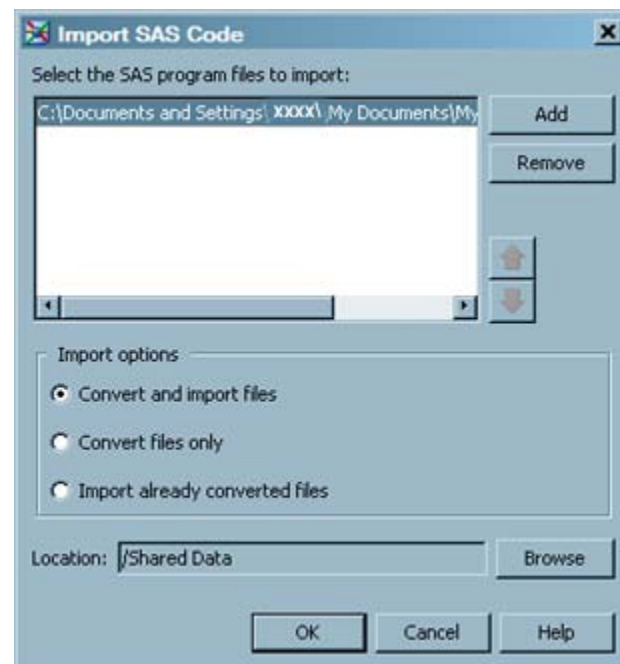 Import SAS Code
Select the SAS program files to import:
C:\Documents and Settings\ xxxx\ My Documents\My
Add
Remove
Import options
Convert and import files
Convert files only
Import already converted files
Location: /Shared Data Browse
OK Cancel Help